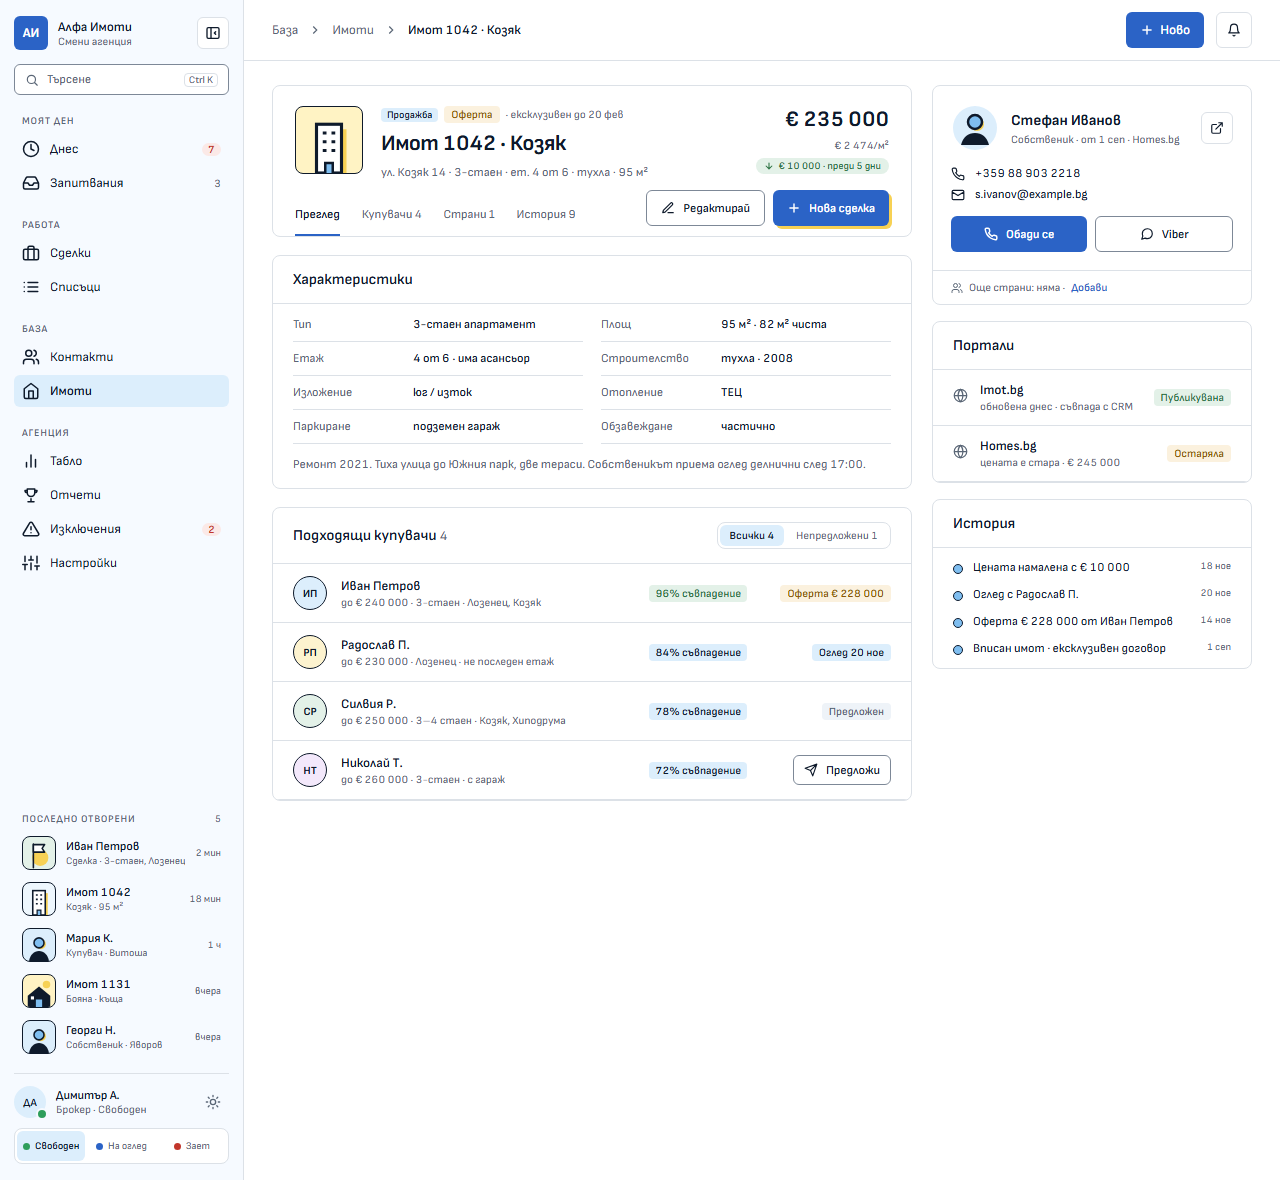 АИ
Алфа Имоти
Смени агенция
Търсене
Ctrl K
МОЯТ ДЕН
Днес
7
Запитвания
3
РАБОТА
Сделки
Списъци
БАЗА
Контакти
Имоти
АГЕНЦИЯ
Табло
Отчети
Изключения
2
Настройки
ПОСЛЕДНО ОТВОРЕНИ
5
Иван Петров
Сделка · 3-стаен, Лозенец
2 мин
Имот 1042
Козяк · 95 м²
18 мин
Мария К.
Купувач · Витоша
1 ч
Имот 1131
Бояна · къща
вчера
Георги Н.
Собственик · Яворов
вчера
ДА
Димитър А.
Брокер · Свободен
Свободен
На оглед
Зает
База
Имоти
Имот 1042 · Козяк
Ново
Продажба
Оферта
· ексклузивен до 20 фев
Имот 1042 · Козяк
ул. Козяк 14 · 3-стаен · ет. 4 от 6 · тухла · 95 м²
€ 235 000
€ 2 474/м²
€ 10 000 · преди 5 дни
Преглед
Купувачи 4
Страни 1
История 9
Редактирай
Нова сделка
Характеристики
Тип
3-стаен апартамент
Площ
95 м² · 82 м² чиста
Етаж
4 от 6 · има асансьор
Строителство
тухла · 2008
Изложение
юг / изток
Отопление
ТЕЦ
Паркиране
подземен гараж
Обзавеждане
частично
Ремонт 2021. Тиха улица до Южния парк, две тераси. Собственикът приема оглед делнични след 17:00.
Подходящи купувачи 4
Всички 4
Непредложени 1
ИП
Иван Петров
до € 240 000 · 3-стаен · Лозенец, Козяк
96% съвпадение
Оферта € 228 000
РП
Радослав П.
до € 230 000 · Лозенец · не последен етаж
84% съвпадение
Оглед 20 ное
СР
Силвия Р.
до € 250 000 · 3–4 стаен · Козяк, Хиподрума
78% съвпадение
Предложен
НТ
Николай Т.
до € 260 000 · 3-стаен · с гараж
72% съвпадение
Предложи
Стефан Иванов
Собственик · от 1 сеп · Homes.bg
+359 88 903 2218
s.ivanov@example.bg
Обади се
Viber
Още страни: няма ·
Добави
Портали
Imot.bg
обновена днес · съвпада с CRM
Публикувана
Homes.bg
цената е стара · € 245 000
Остаряла
История
Цената намалена с € 10 000
18 ное
Оглед с Радослав П.
20 ное
Оферта € 228 000 от Иван Петров
14 ное
Вписан имот · ексклузивен договор
1 сеп